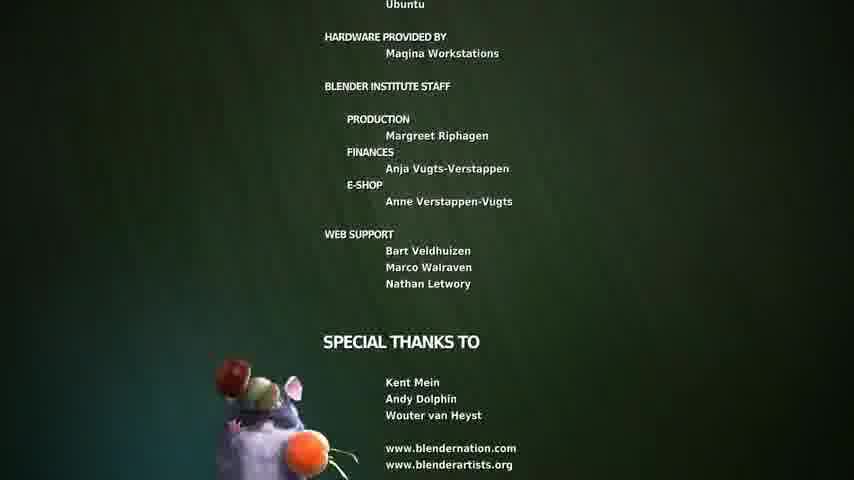 Ubuntu
HARDWARE PROVIDED BY
Maqina Workstations
BLENDER INSTITUTE STAFF
PRODUCTION
Margreet Riphagen
FINANCES
Anja Vugts-Verstappen
E-SHOP
Anne Verstappen-Vugts
WEB SUPPORT
Bart Veldhuizen
Marco Walraven
Nathan Letwory
SPECIAL THANKS TO
Kent Mein
Andy Dolphin
Wouter van Heyst
www.blendernation.com
www.blenderartists.org